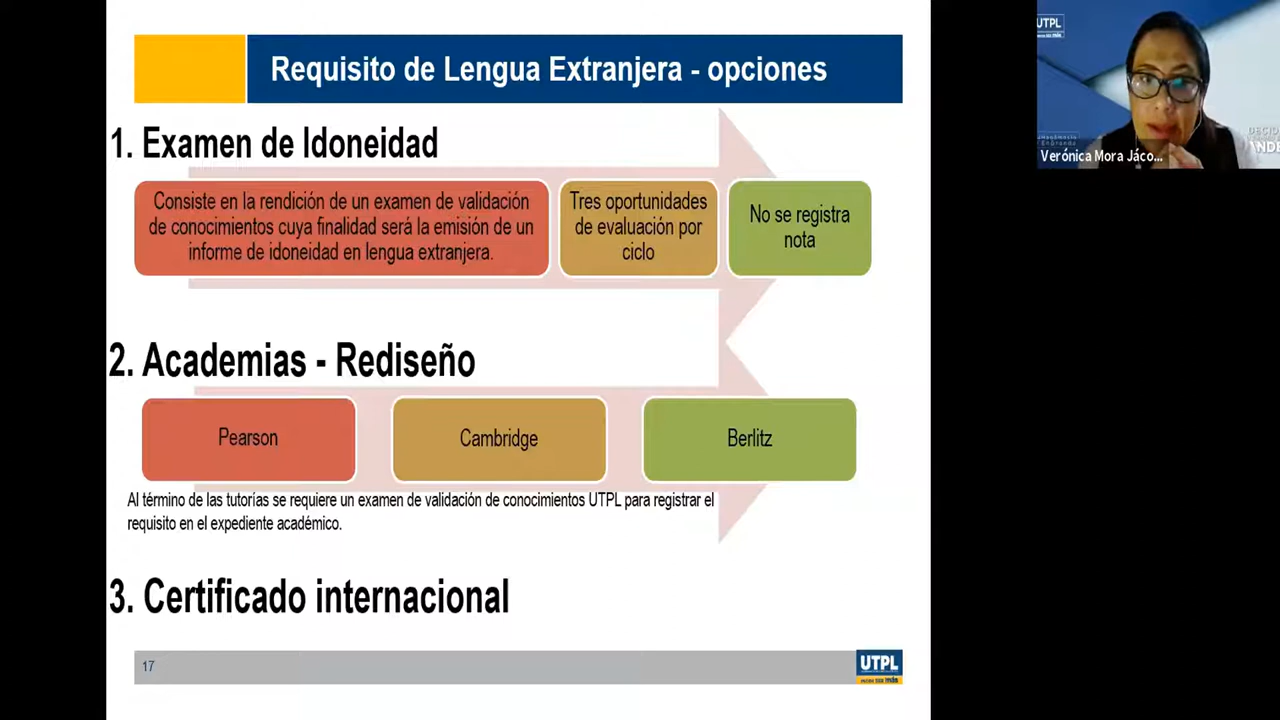 Requisito de Lengua Extranjera - opciones
1. Examen de Idoneidad
Consiste en la rendición de un examen de validación
de conocimientos cuya finalidad será la emisión de un
informe de idoneidad en lengua extranjera.
Tres oportunidades
de evaluación por
ciclo
No se registra
nota
2. Academias - Rediseño
Pearson
Cambridge
Berlitz
Al término de las tutorías se requiere un examen de validación de conocimientos UTPL para registrar el
requisito en el expediente académico.
3. Certificado internacional
17
UTPL
UTPL
Verónica Mora Jáco...